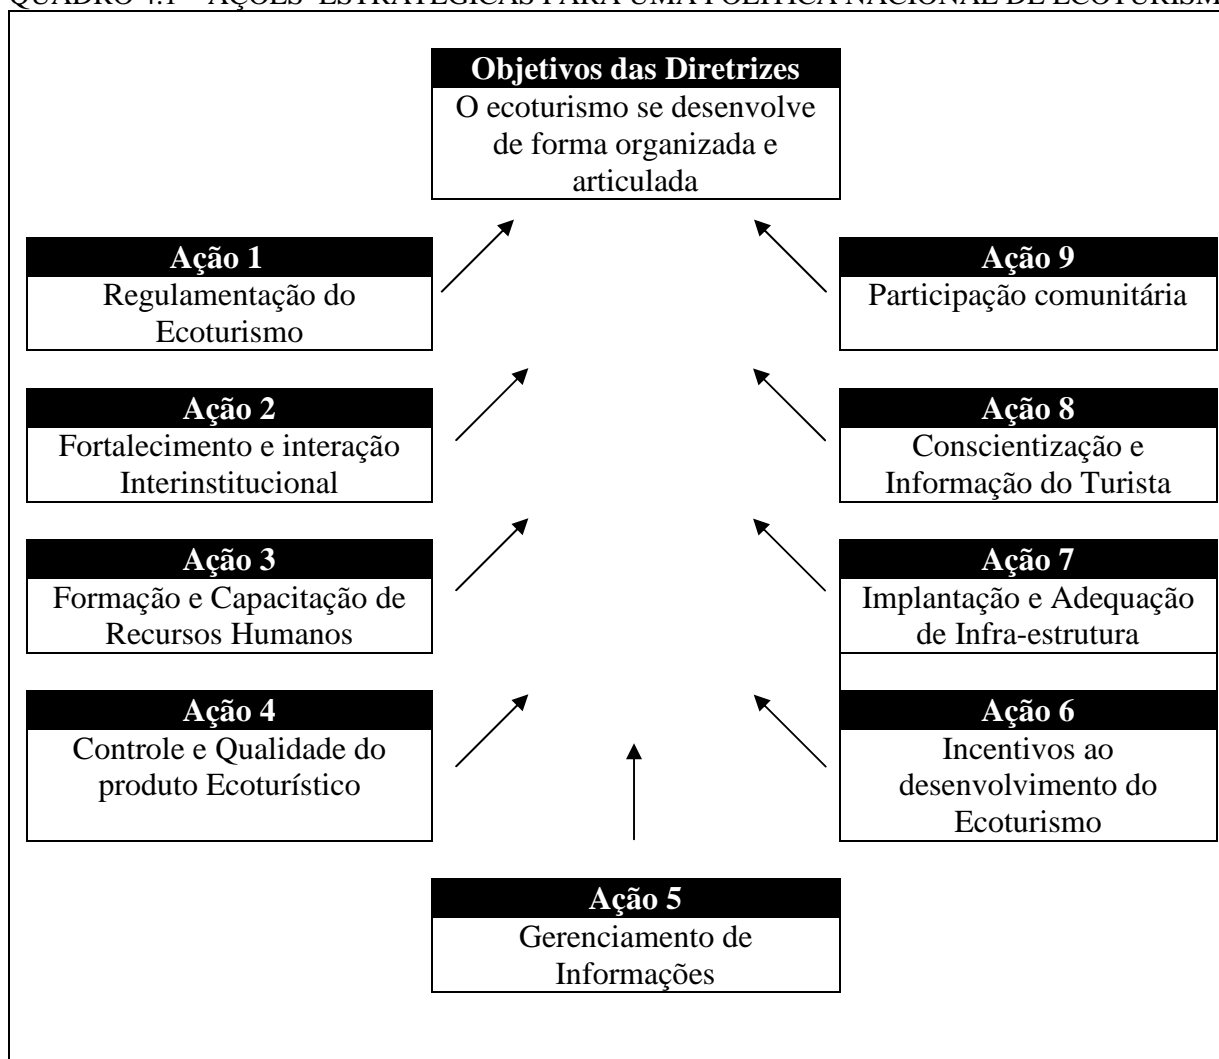 QUADRO 4.1 – AÇÕES ESTRATÉGICAS PARA UMA POLÍTICA NACIONAL DE ECOTURISM
Objetivos das Diretrizes
O ecoturismo se desenvolve
de forma organizada e
articulada
Ação 1
Regulamentação do
Ecoturismo
Ação 9
Participação comunitária
Ação 2
Fortalecimento e interação
Interinstitucional
Ação 8
Conscientização e
Informação do Turista
Ação 3
Formação e Capacitação de
Recursos Humanos
Ação 7
Implantação e Adequação
de Infra-estrutura
Ação 4
Controle e Qualidade do
produto Ecoturístico
Ação 6
Incentivos ao
desenvolvimento do
Ecoturismo
Ação 5
Gerenciamento de
Informações